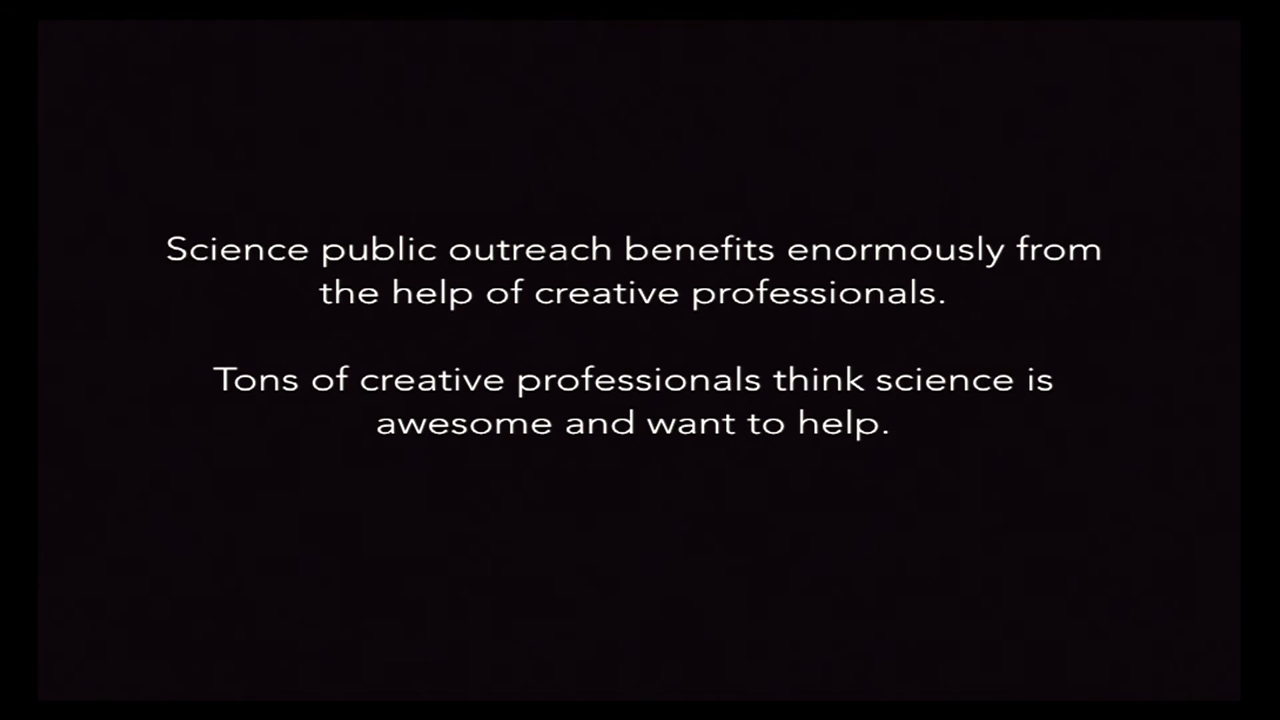 Science public outreach benefits enormously from
the help of creative professionals.
Tons of creative professionals think science is
awesome and want to help.